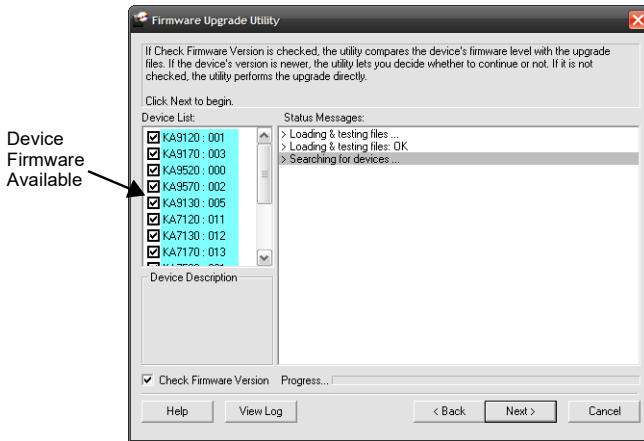 Firmware Upgrade Utility
If Check Firmware Version is checked, the utility compares the device's firmware level with the upgrade
files. If the device's version is newer, the utility lets you decide whether to continue or not. If it is not
checked, the utility performs the upgrade directly.
Click Next to begin.
Device List:
Status Messages:
Device
Firmware
Available
KA9120 : 001
KA9170 : 003
KA9520 : 000
KA9570 : 002
KA9130 : 005
KA7120 : 011
KA7130 : 012
KA7170 : 013
> Loading & testing files ...
> Loading & testing files: OK
> Searching for devices ...
Device Description
Check Firmware Version
Progress...
Help
View Log
< Back
Next >
Cancel